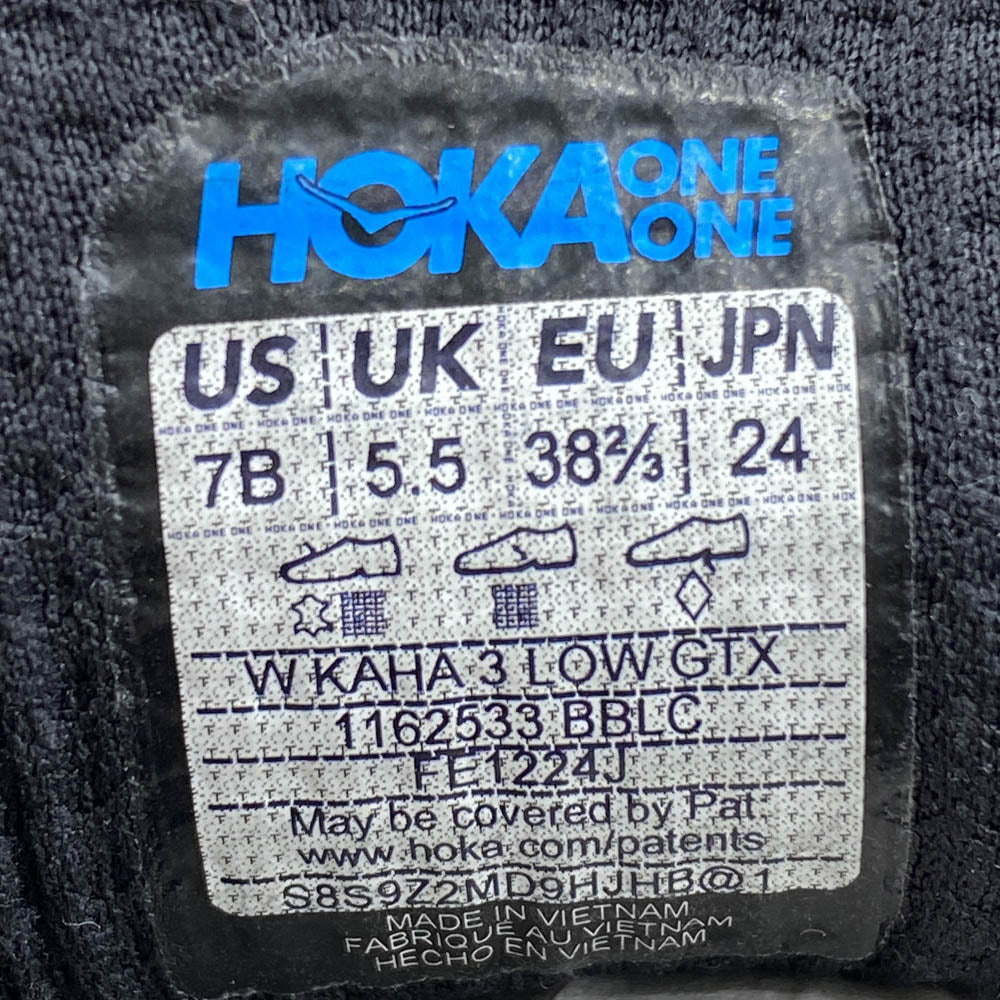 HOKA ONE ONE
US UK EU JPN
7B 5.5 38⅔ 24
W KAHA 3 LOW GTX
1162533 BBLC
FE1224J
May be covered by Pat.
www.hoka.com/patents
S8S9Z2MD9HJHB@1
MADE IN VIETNAM
FABRIQUÉ AU VIETNAM
HECHO EN VIETNAM